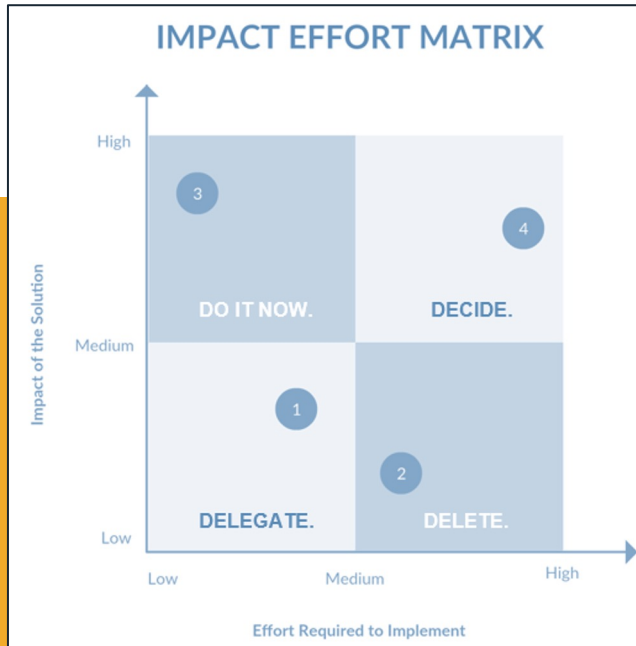 IMPACT EFFORT MATRIX
High
3
4
DO IT NOW.
DECIDE.
Impact of the Solution
Medium
1
2
DELEGATE.
DELETE.
Low
Low
Medium
High
Effort Required to Implement